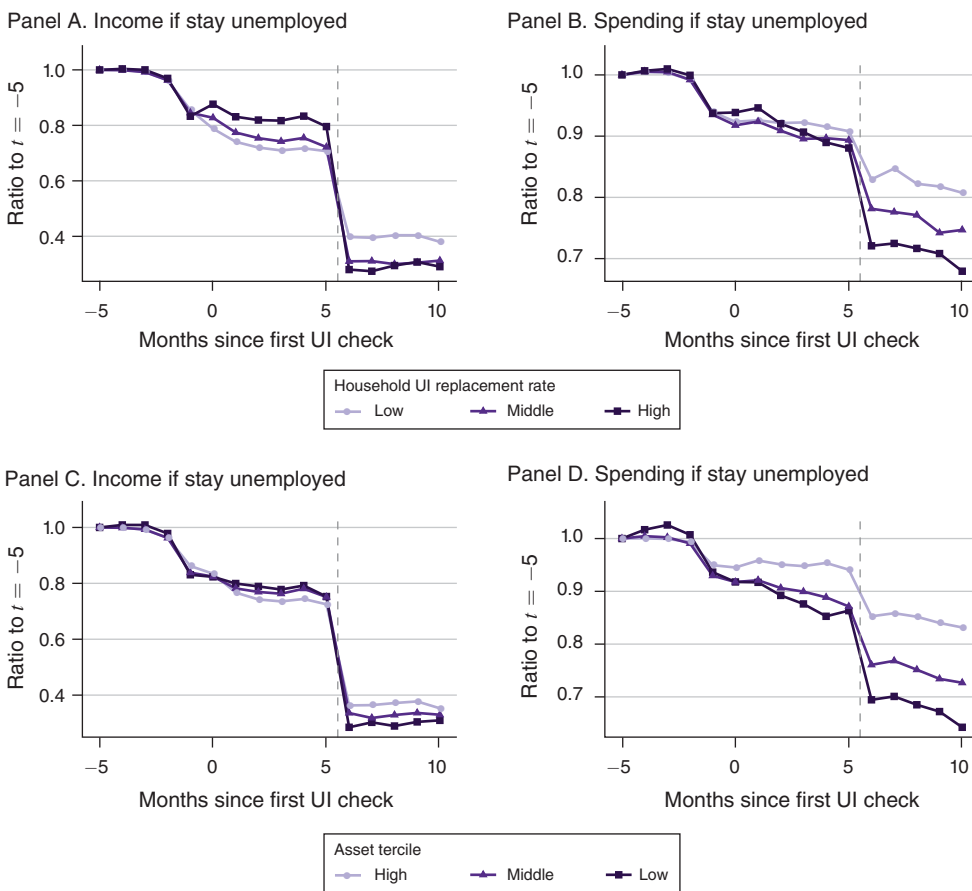 Panel A. Income if stay unemployed
Panel B. Spending if stay unemployed
Ratio to t = −5
1.0
0.8
0.6
0.4
−5 0 5 10
Months since first UI check
Ratio to t = −5
1.0
0.9
0.8
0.7
−5 0 5 10
Months since first UI check
Household UI replacement rate
Low Middle High
Panel C. Income if stay unemployed
Panel D. Spending if stay unemployed
Ratio to t = −5
1.0
0.8
0.6
0.4
−5 0 5 10
Months since first UI check
Ratio to t = −5
1.0
0.9
0.8
0.7
−5 0 5 10
Months since first UI check
Asset tercile
High Middle Low